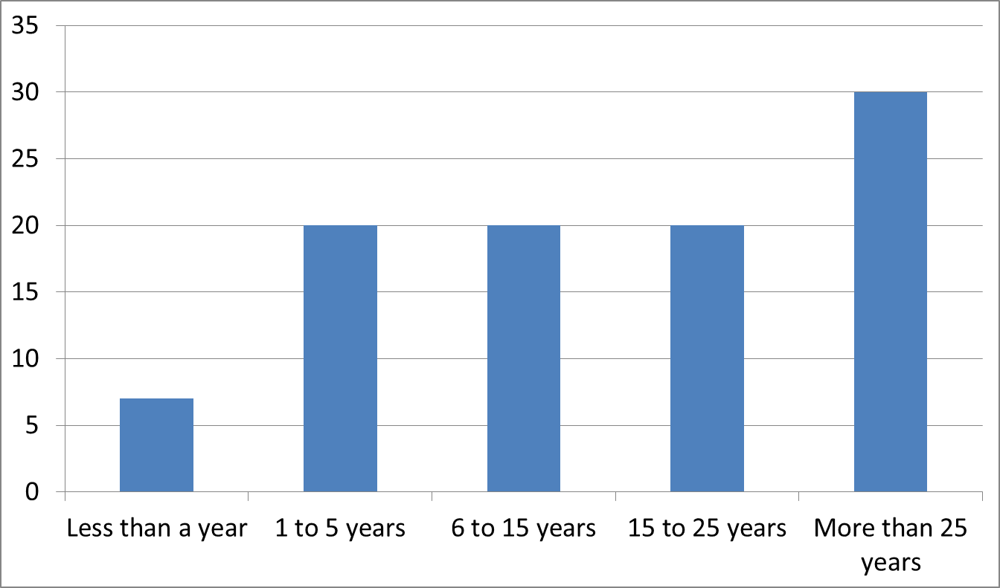 35
30
25
20
15
10
5
0
Less than a year
1 to 5 years
6 to 15 years
15 to 25 years
More than 25
years